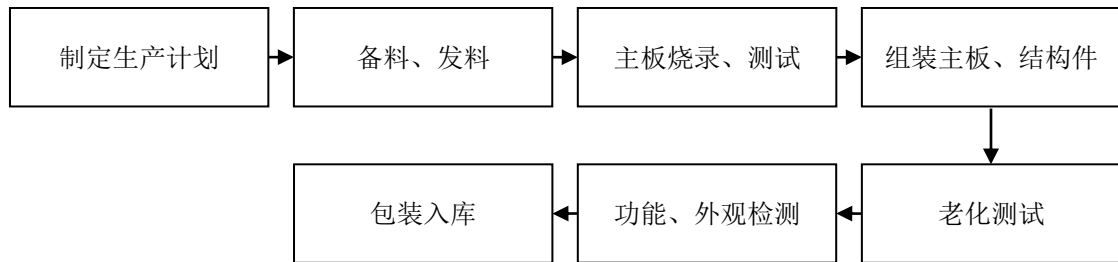 制定生产计划
备料、发料
主板烧录、测试
组装主板、结构件
老化测试
功能、外观检测
包装入库